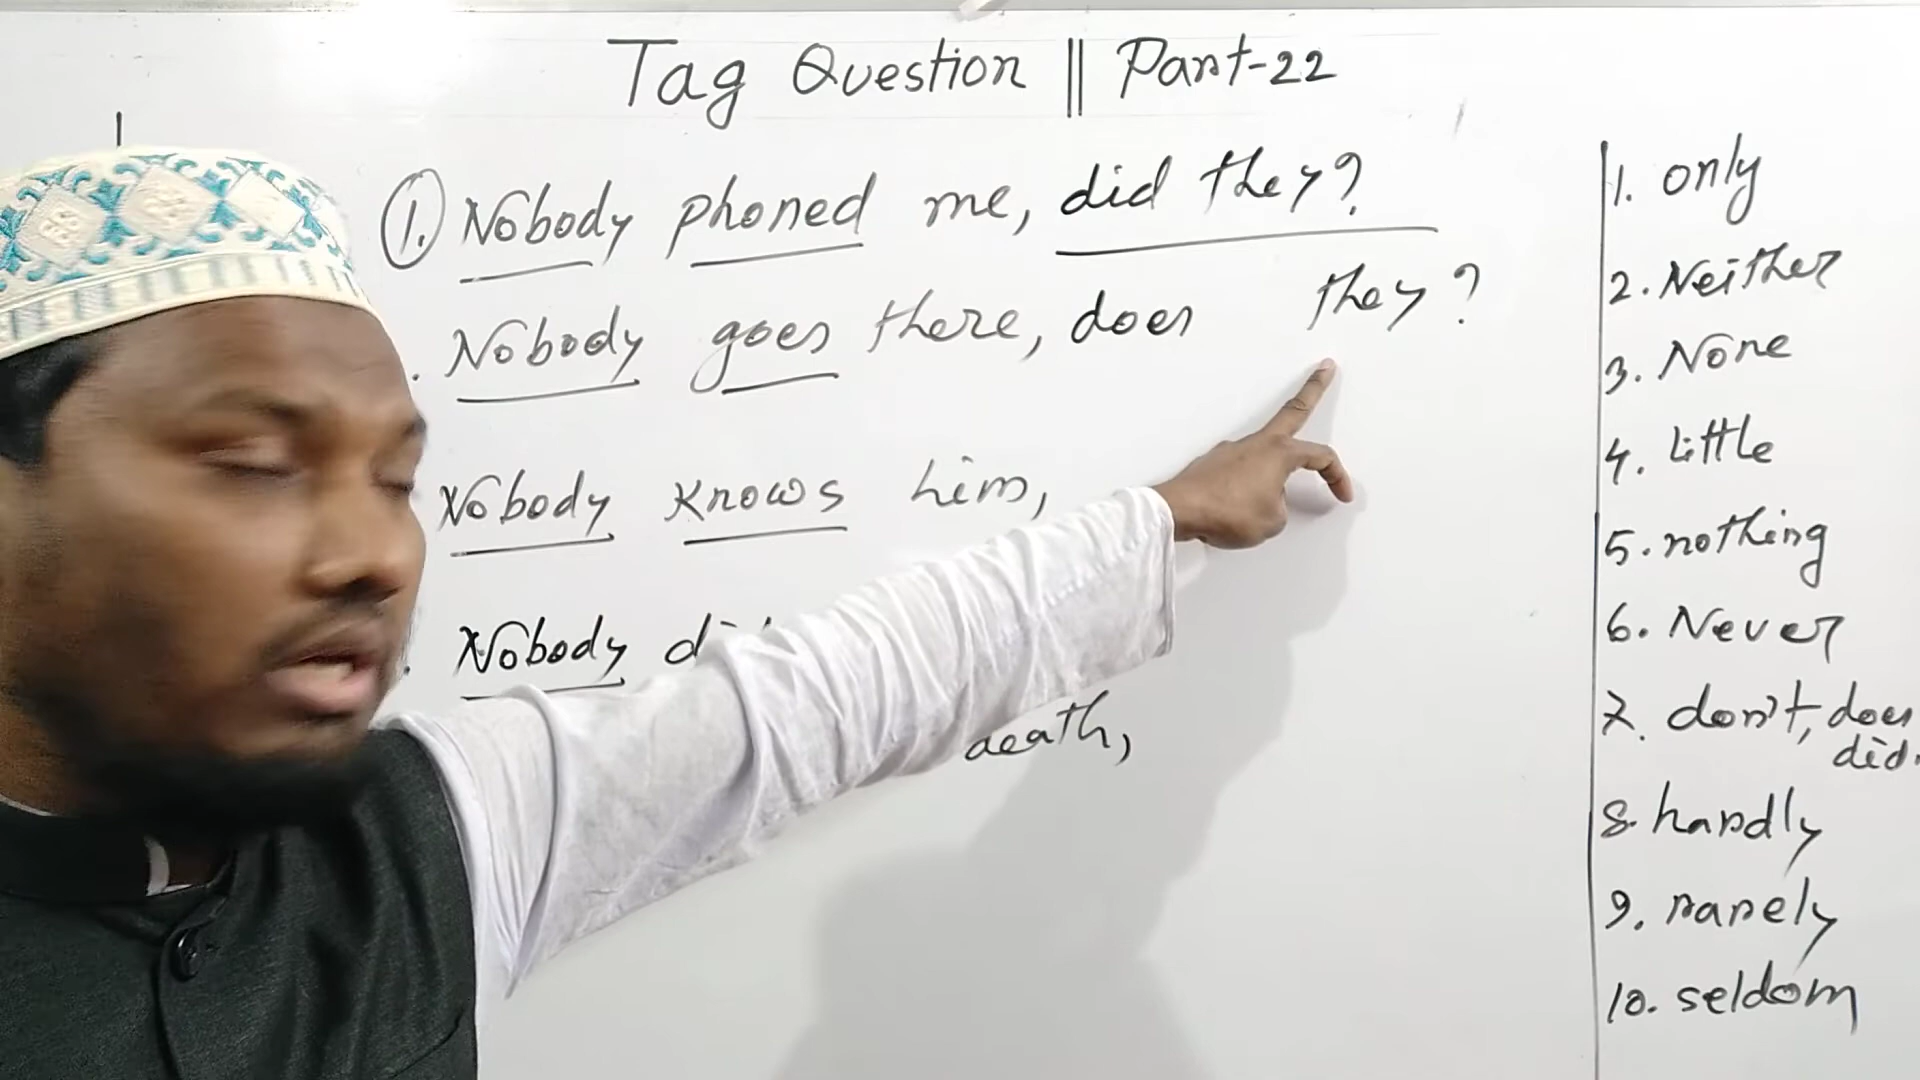 Tag Question || Part-22
1. Nobody phoned me, did they?
Nobody goes there, does they?
Nobody knows him,
Nobody
death,
1. only
2. Neither
3. None
4. Little
5. nothing
6. Never
7. don't, does
did
8. hardly
9. rarely
10. seldom